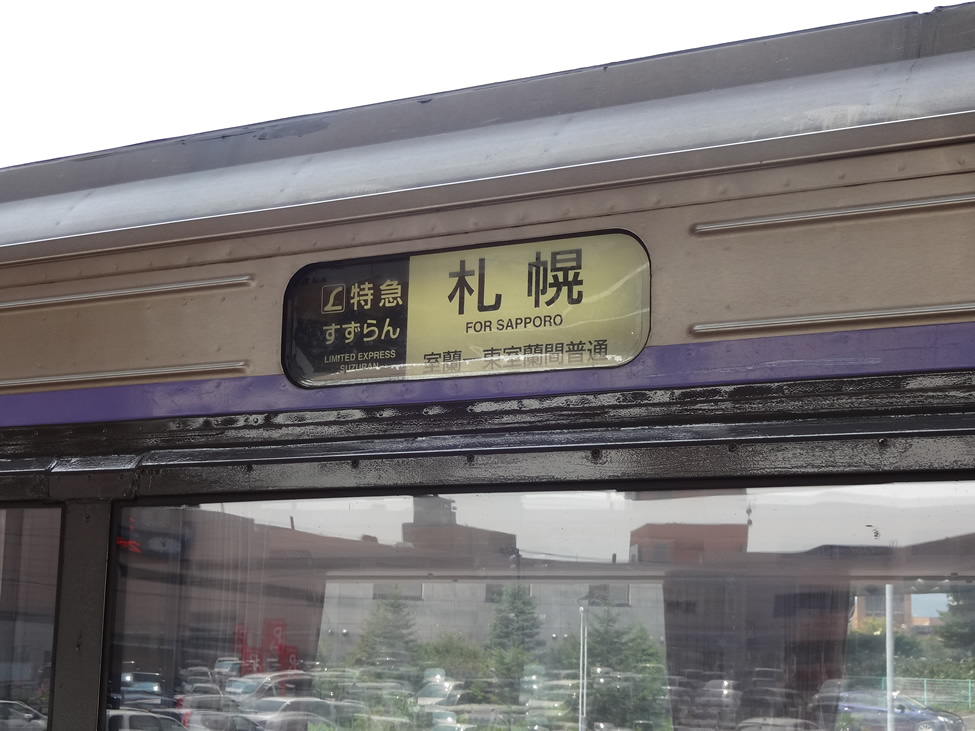 L特急
すずらん
LIMITED EXPRESS
SUZURAN
札幌
FOR SAPPORO
室蘭―東室蘭間普通